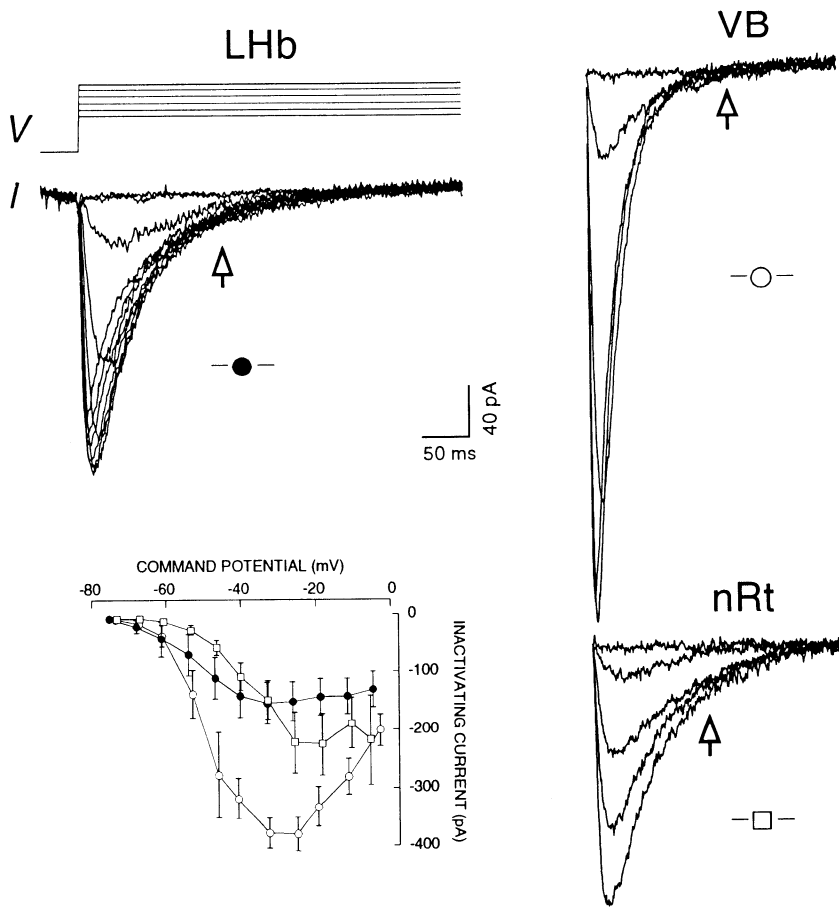 LHb
VB
V
I
40 pA
50 ms
COMMAND POTENTIAL (mV)
-80 -60 -40 -20 0
0
-100
-200
-300
-400
INACTIVATING CURRENT (pA)
nRt